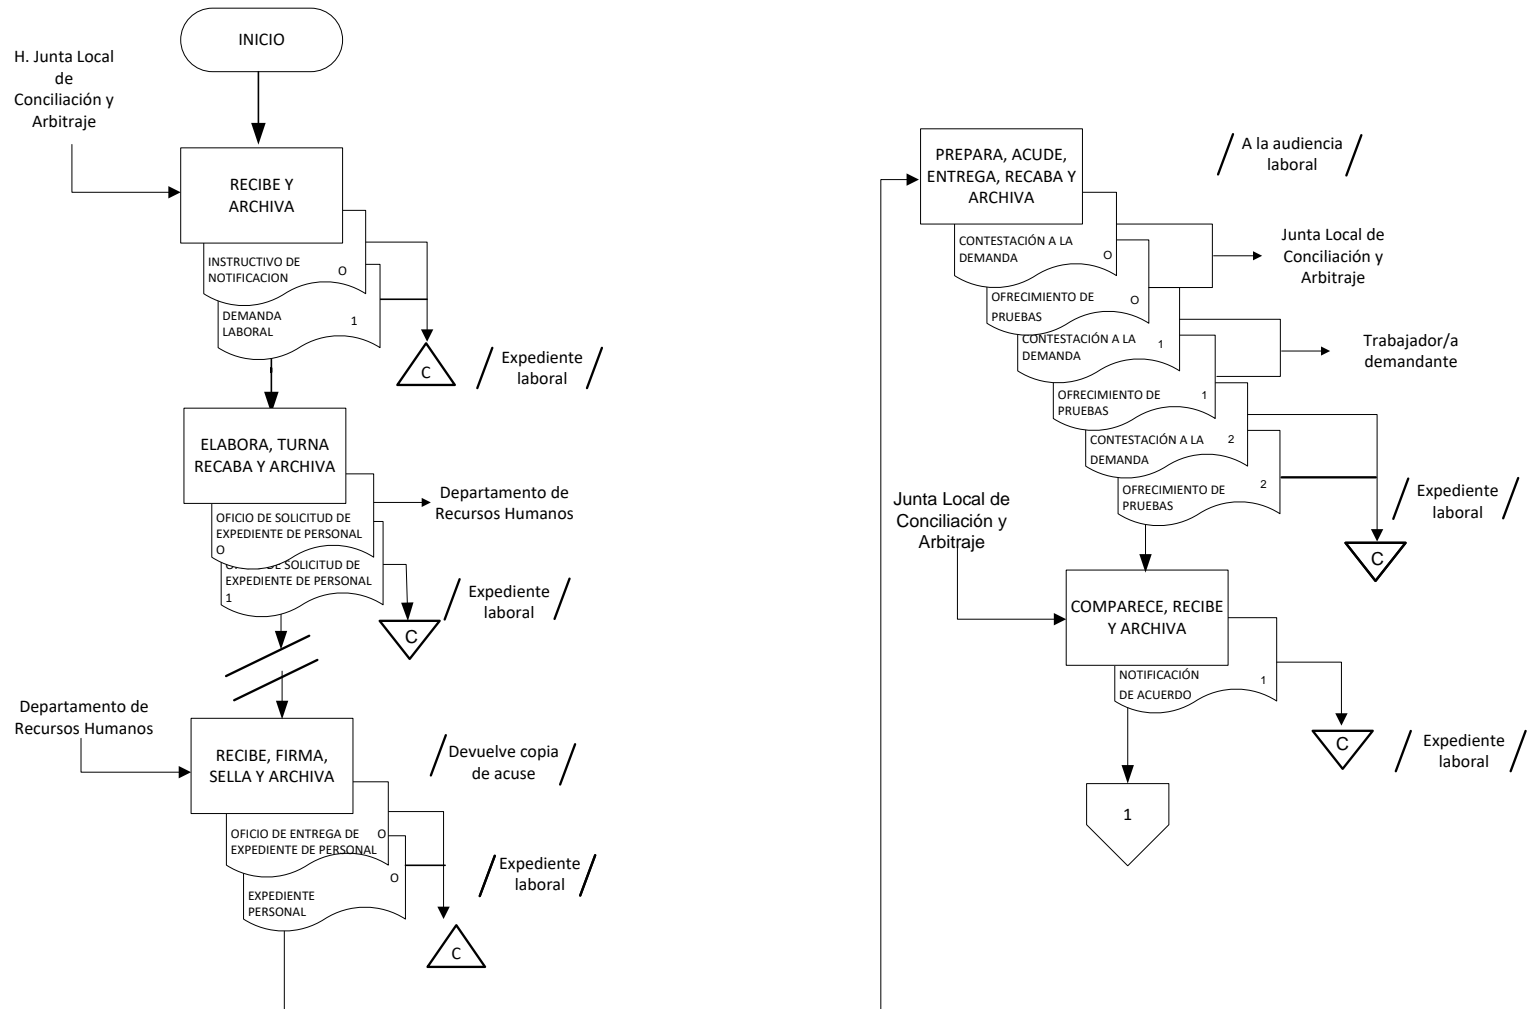 INICIO
H. Junta Local
de
Conciliación y
Arbitraje
RECIBE Y
ARCHIVA
INSTRUCTIVO DE
NOTIFICACION
O
DEMANDA
LABORAL
1
C
Expediente
laboral
ELABORA, TURNA
RECABA Y ARCHIVA
Departamento de
Recursos Humanos
OFICIO DE SOLICITUD DE
EXPEDIENTE DE PERSONAL
O
SOLICITUD DE
EXPEDIENTE DE PERSONAL
1
C
Expediente
laboral
Departamento de
Recursos Humanos
RECIBE, FIRMA,
SELLA Y ARCHIVA
Devuelve copia
de acuse
OFICIO DE ENTREGA DE
EXPEDIENTE DE PERSONAL
O
O
EXPEDIENTE
PERSONAL
Expediente
laboral
C
PREPARA, ACUDE,
ENTREGA, RECABA Y
ARCHIVA
A la audiencia
laboral
CONTESTACIÓN A LA
DEMANDA
O
Junta Local de
Conciliación y
Arbitraje
OFRECIMIENTO DE
PRUEBAS
O
CONTESTACIÓN A LA
DEMANDA
1
Trabajador/a
demandante
OFRECIMIENTO DE
PRUEBAS
1
CONTESTACIÓN A LA
DEMANDA
2
OFRECIMIENTO DE
PRUEBAS
2
Expediente
laboral
C
Junta Local de
Conciliación y
Arbitraje
COMPARECE, RECIBE
Y ARCHIVA
NOTIFICACIÓN
DE ACUERDO
1
C
Expediente
laboral
1